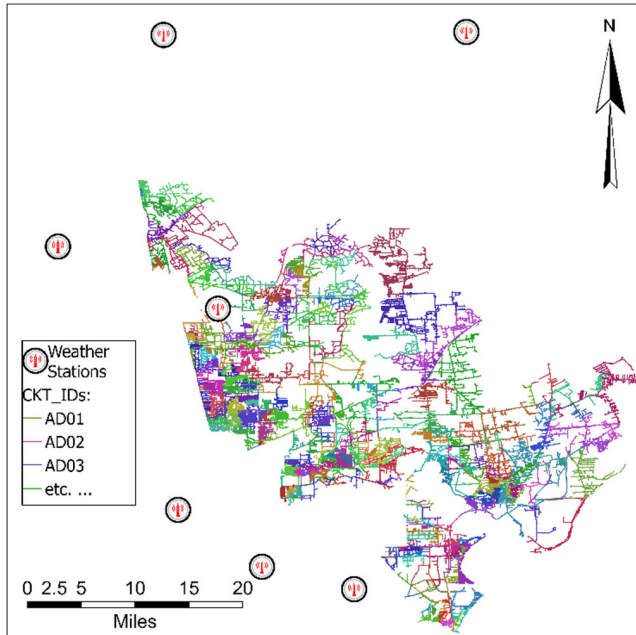 N
Weather
Stations
CKT_IDs:
AD01
AD02
AD03
etc. ...
0 2.5 5 10 15 20
Miles